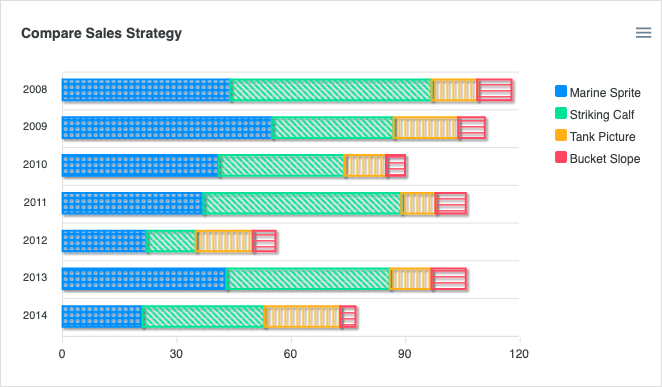 Compare Sales Strategy
2008
2009
2010
2011
2012
2013
2014
0 30 60 90 120
Marine Sprite
Striking Calf
Tank Picture
Bucket Slope